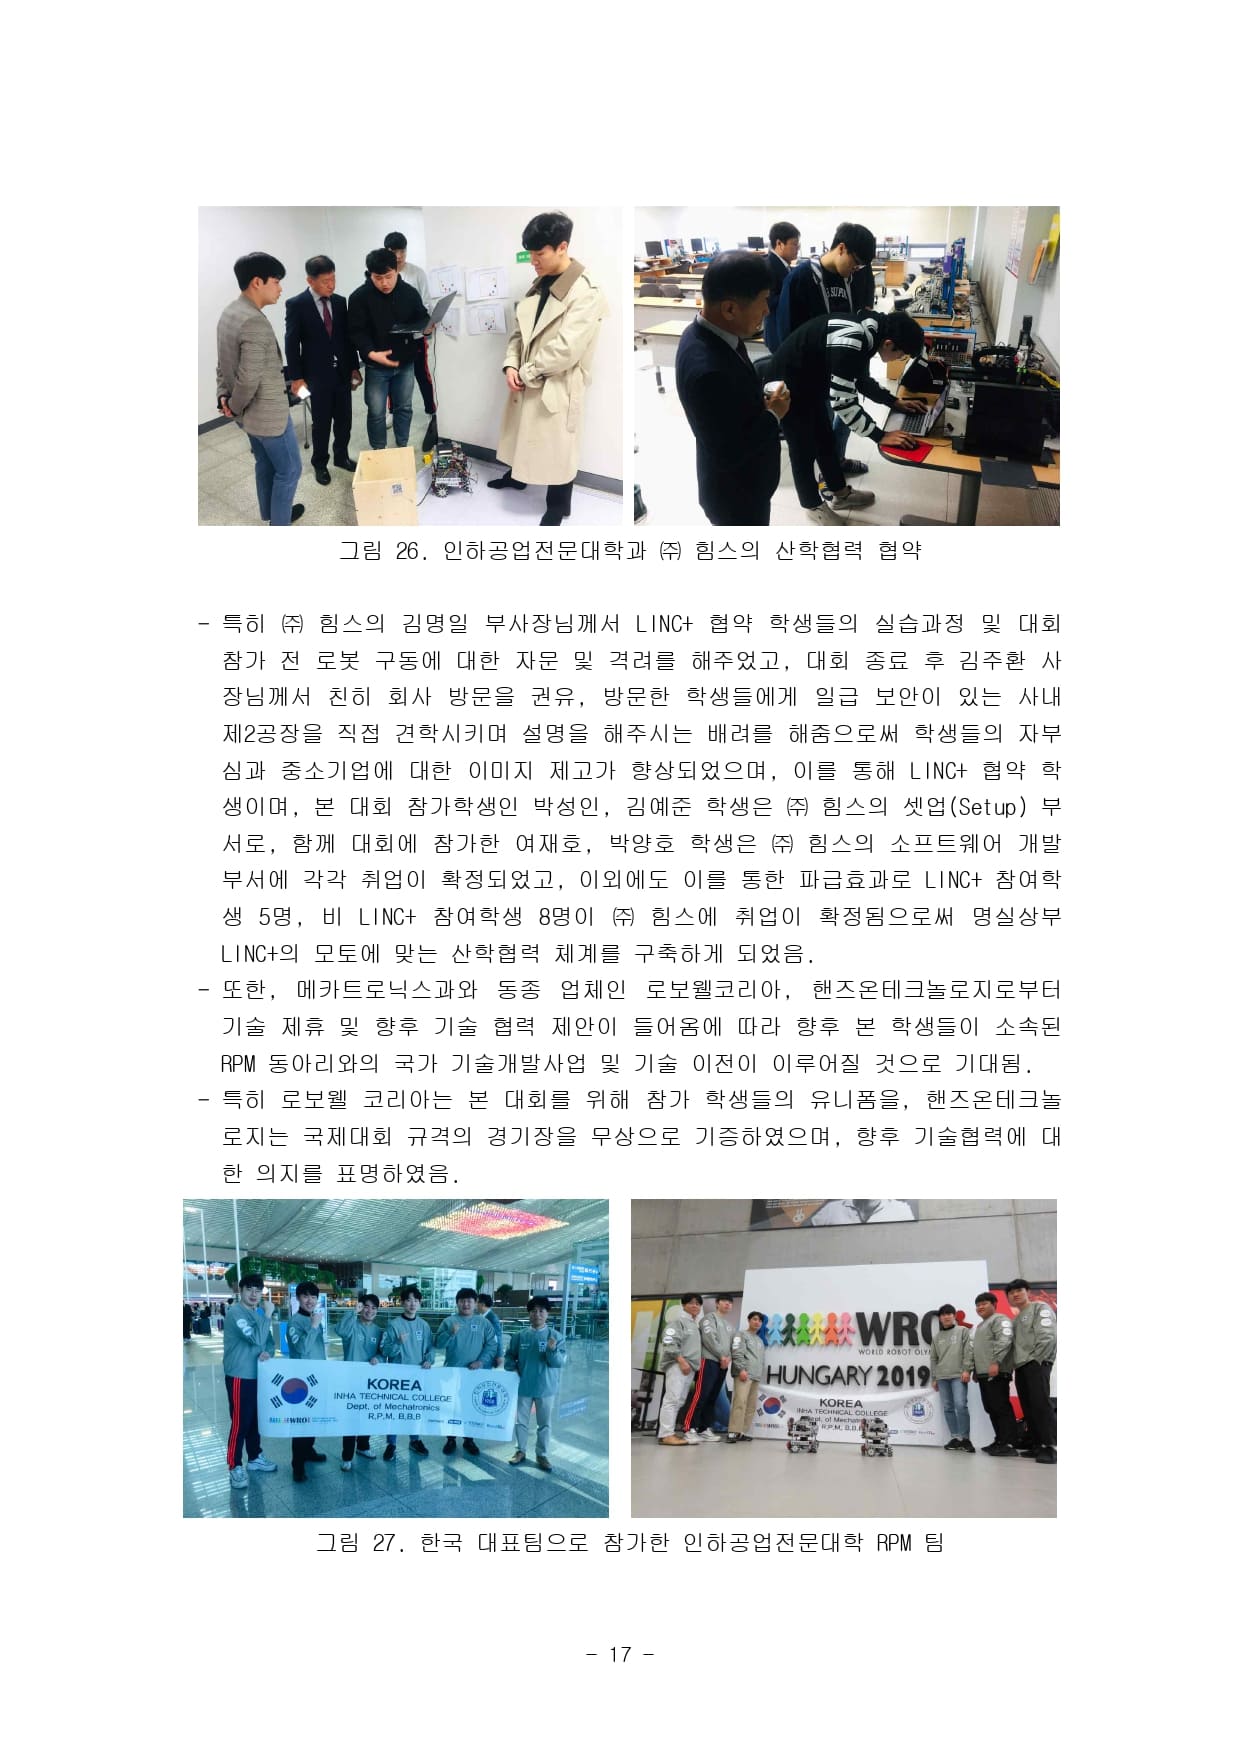 그림 26. 인하공업전문대학과 ㈜ 힘스의 산학협력 협약
- 특히 ㈜ 힘스의 김명일 부사장님께서 LINC+ 협약 학생들의 실습과정 및 대회
참가 전 로봇 구동에 대한 자문 및 격려를 해주었고, 대회 종료 후 김주환 사
장님께서 친히 회사 방문을 권유, 방문한 학생들에게 일급 보안이 있는 사내
제2공장을 직접 견학시키며 설명을 해주시는 배려를 해줌으로써 학생들의 자부
심과 중소기업에 대한 이미지 제고가 향상되었으며, 이를 통해 LINC+ 협약 학
생이며, 본 대회 참가학생인 박성인, 김예준 학생은 ㈜ 힘스의 셋업(Setup) 부
서로, 함께 대회에 참가한 여재호, 박양호 학생은 ㈜ 힘스의 소프트웨어 개발
부서에 각각 취업이 확정되었고, 이외에도 이를 통한 파급효과로 LINC+ 참여학
생 5명, 비 LINC+ 참여학생 8명이 ㈜ 힘스에 취업이 확정됨으로써 명실상부
LINC+의 모토에 맞는 산학협력 체계를 구축하게 되었음.
- 또한, 메카트로닉스과와 동종 업체인 로보웰코리아, 핸즈온테크놀로지로부터
기술 제휴 및 향후 기술 협력 제안이 들어옴에 따라 향후 본 학생들이 소속된
RPM 동아리와의 국가 기술개발사업 및 기술 이전이 이루어질 것으로 기대됨.
- 특히 로보웰 코리아는 본 대회를 위해 참가 학생들의 유니폼을, 핸즈온테크놀
로지는 국제대회 규격의 경기장을 무상으로 기증하였으며, 향후 기술협력에 대
한 의지를 표명하였음.
KOREA
INHA TECHNICAL COLLEGE
Dept. of Mechatronics
R.P.M, B.B.B
WRO
WORLD ROBOT OLY
HUNGARY 2019
KOREA
INHA TECHNICAL COLLEGE
Dept. of Mechatronics
R.P.M, B.B.B
그림 27. 한국 대표팀으로 참가한 인하공업전문대학 RPM 팀
- 17 -